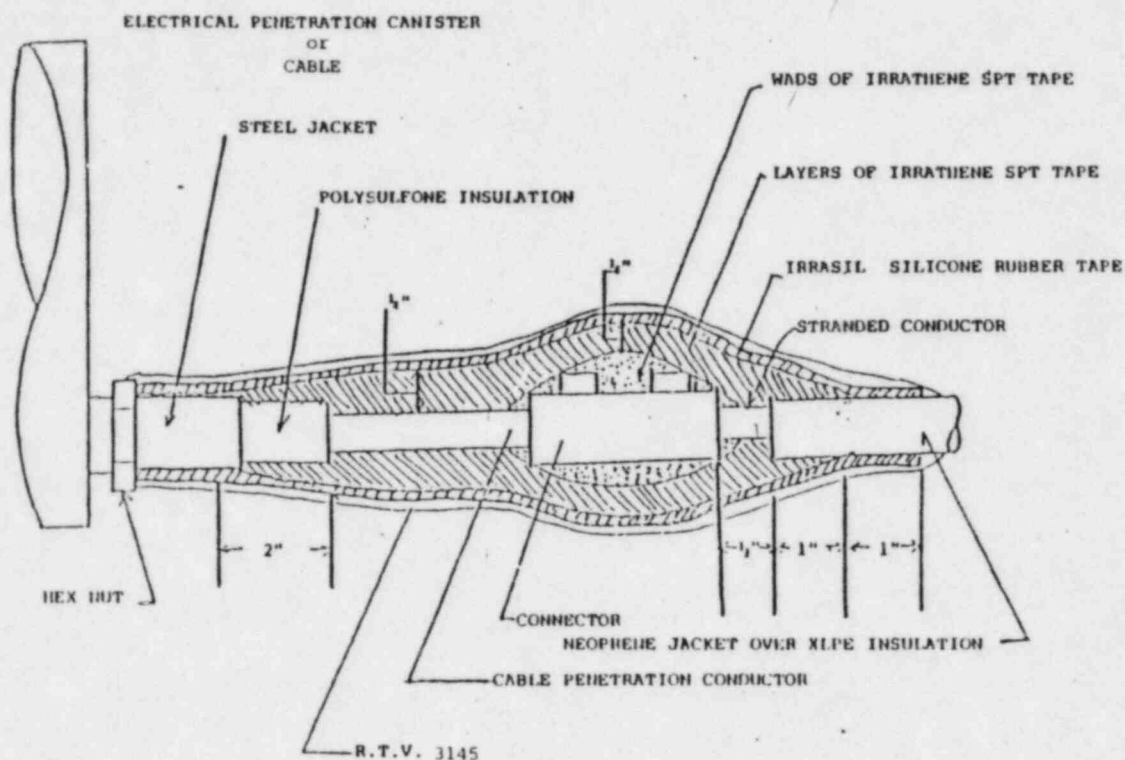 ELECTRICAL PENETRATION CANISTER
or
CABLE
WADS OF IRRATHENE SPT TAPE
STEEL JACKET
LAYERS OF IRRATHENE SPT TAPE
POLYSULFONE INSULATION
IRRASIL SILICONE RUBBER TAPE
STRANDED CONDUCTOR
2"
1"
1"
HEX NUT
CONNECTOR
NEOPRENE JACKET OVER XLPE INSULATION
CABLE PENETRATION CONDUCTOR
R.T.V. 3145